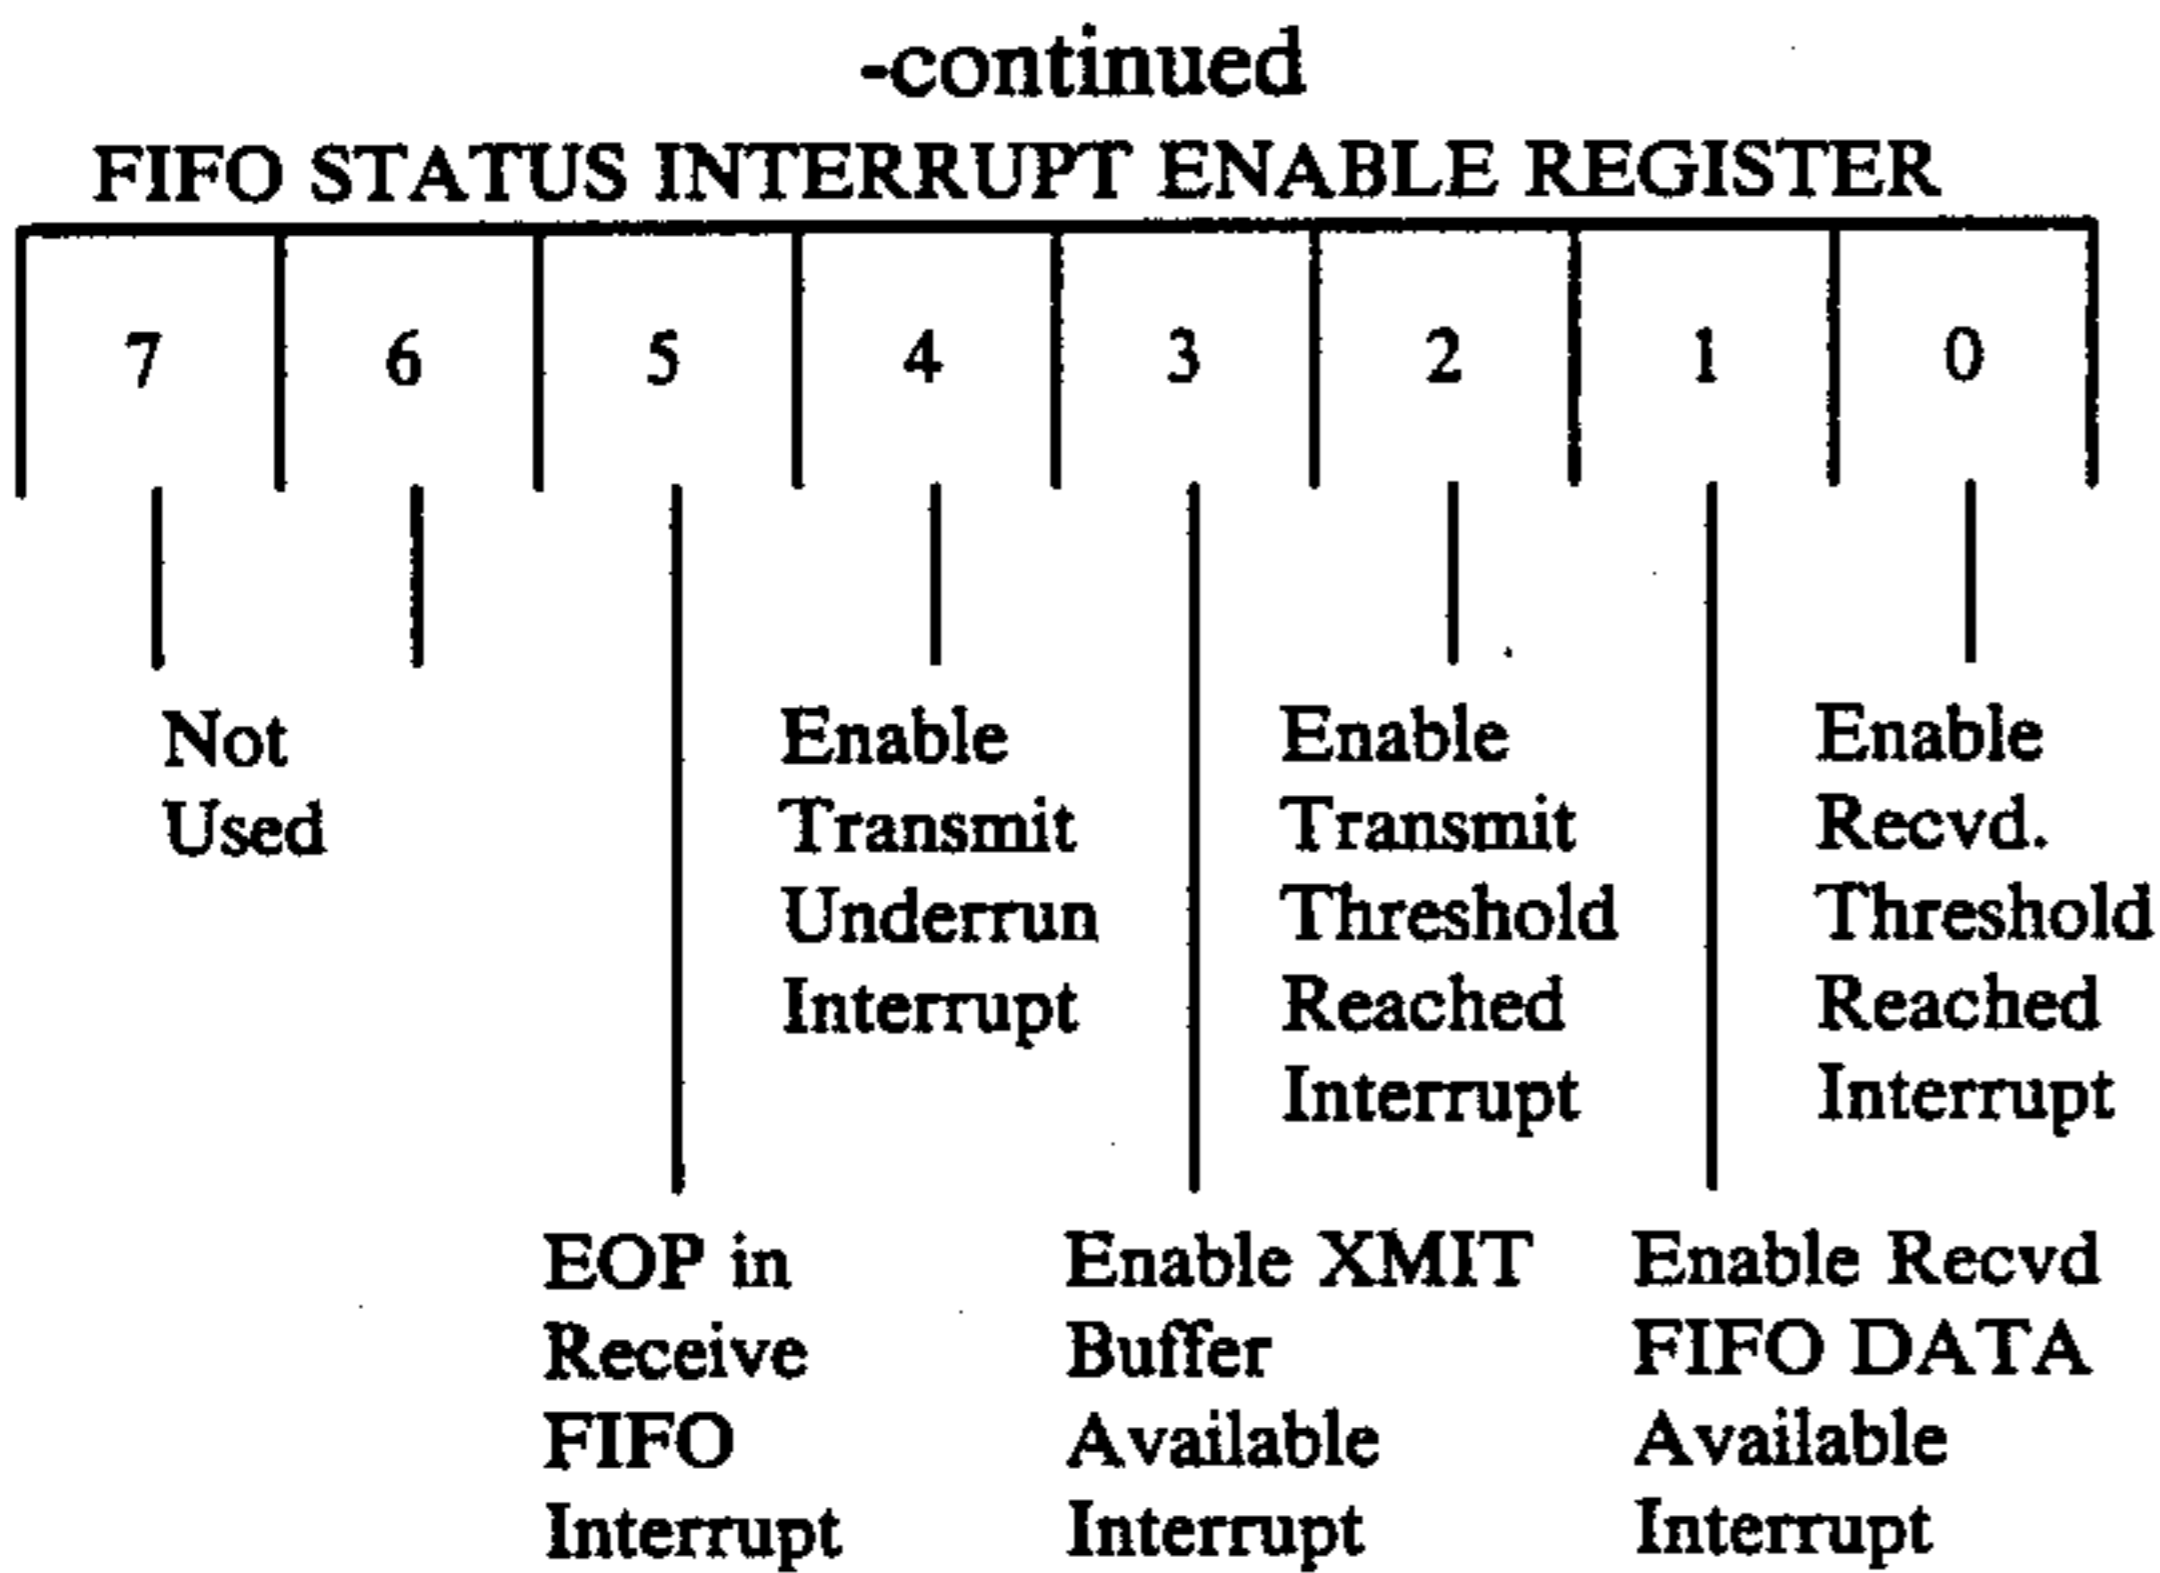 -continued
FIFO STATUS INTERRUPT ENABLE REGISTER
7 6 5 4 3 2 1 0
Not
Used
Enable
Transmit
Underrun
Interrupt
Enable
Transmit
Threshold
Reached
Interrupt
Enable
Recvd.
Threshold
Reached
Interrupt
EOP in
Receive
FIFO
Interrupt
Enable XMIT
Buffer
Available
Interrupt
Enable Recvd
FIFO DATA
Available
Interrupt